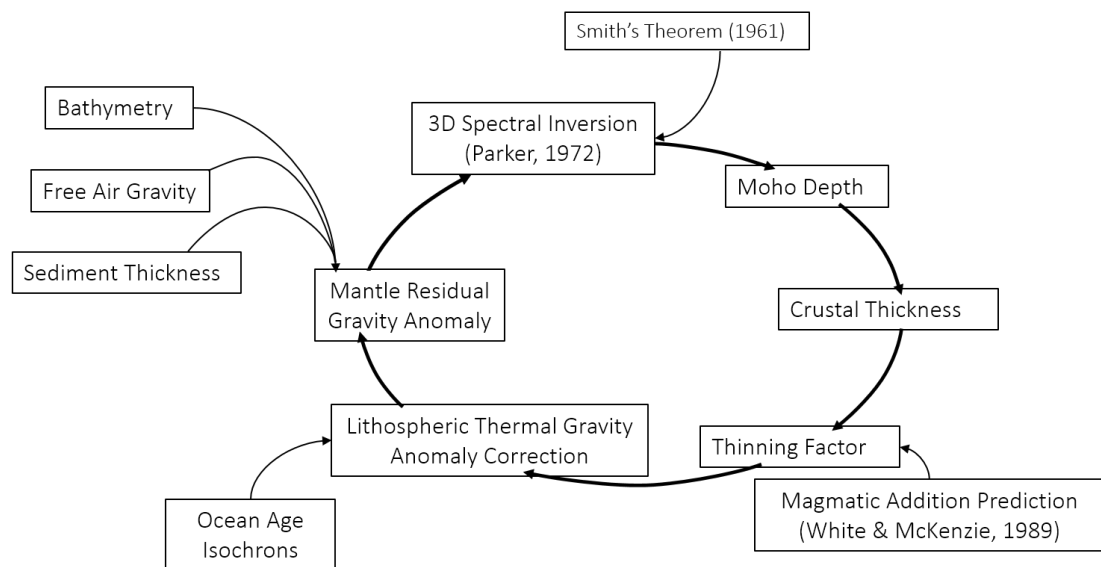 Smith’s Theorem (1961)
Bathymetry
3D Spectral Inversion
(Parker, 1972)
Free Air Gravity
Moho Depth
Sediment Thickness
Mantle Residual
Gravity Anomaly
Crustal Thickness
Lithospheric Thermal Gravity
Anomaly Correction
Thinning Factor
Ocean Age
Isochrons
Magmatic Addition Prediction
(White & McKenzie, 1989)